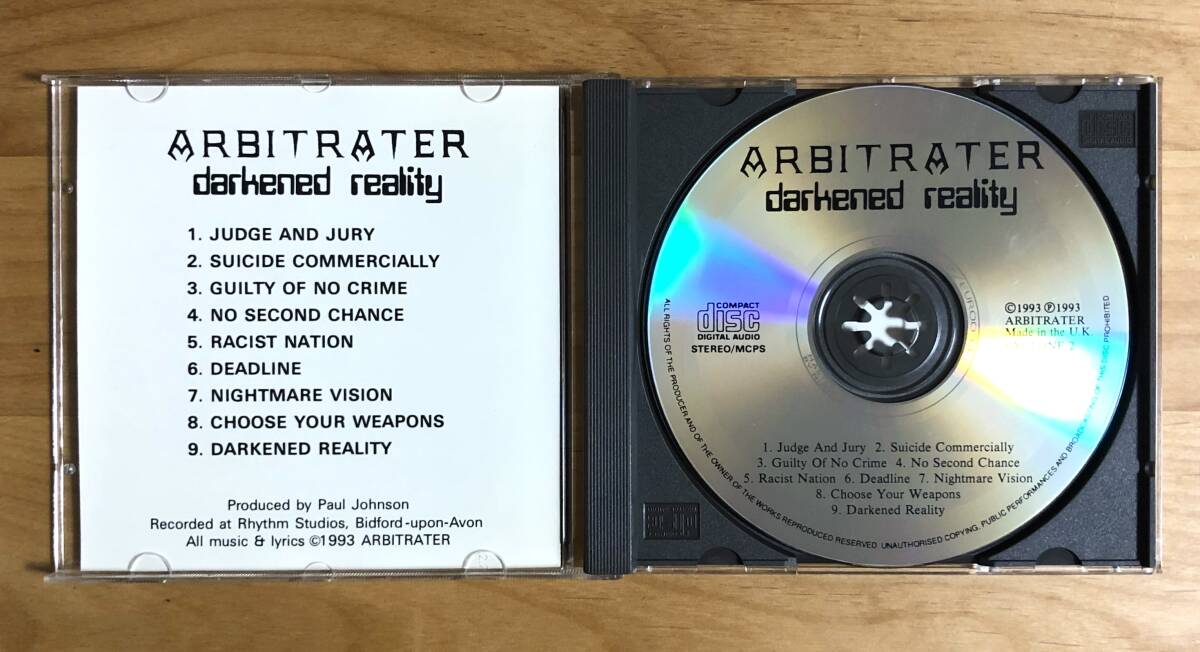 ARBITRATER
darkened reality
1. JUDGE AND JURY
2. SUICIDE COMMERCIALLY
3. GUILTY OF NO CRIME
4. NO SECOND CHANCE
5. RACIST NATION
6. DEADLINE
7. NIGHTMARE VISION
8. CHOOSE YOUR WEAPONS
9. DARKENED REALITY
Produced by Paul Johnson
Recorded at Rhythm Studios, Bidford-upon-Avon
All music & lyrics ©1993 ARBITRATER
ARBITRATER
darkened reality
COMPACT
disc
DIGITAL AUDIO
STEREO/MCPS
©1993 ℗1993
ARBITRATER
Made in the U K
1. Judge And Jury 2. Suicide Commercially
3. Guilty Of No Crime 4. No Second Chance
5. Racist Nation 6. Deadline 7. Nightmare Vision
8. Choose Your Weapons
9. Darkened Reality
ALL RIGHTS OF THE PRODUCER AND OF THE OWNER OF THE WORKS REPRODUCED RESERVED. UNAUTHORISED COPYING, PUBLIC PERFORMANCES AND BROADCASTING OF THIS DISC PROHIBITED